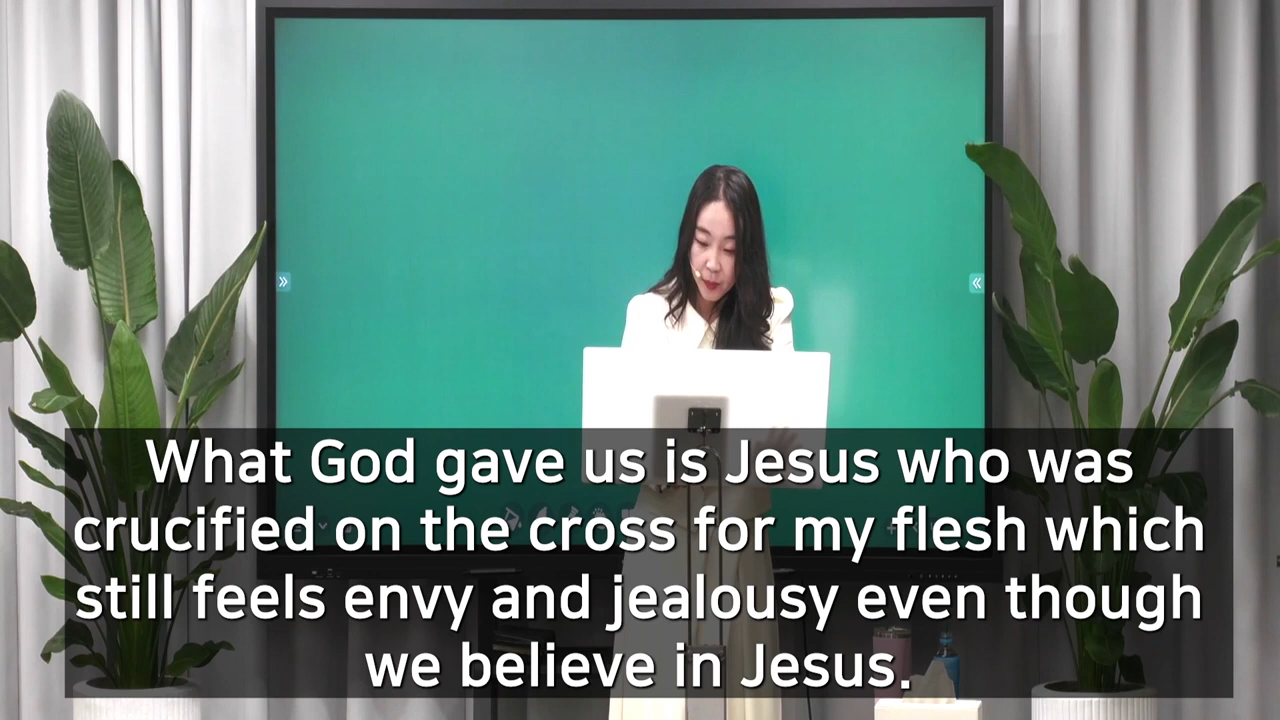 What God gave us is Jesus who was
crucified on the cross for my flesh which
still feels envy and jealousy even though
we believe in Jesus.